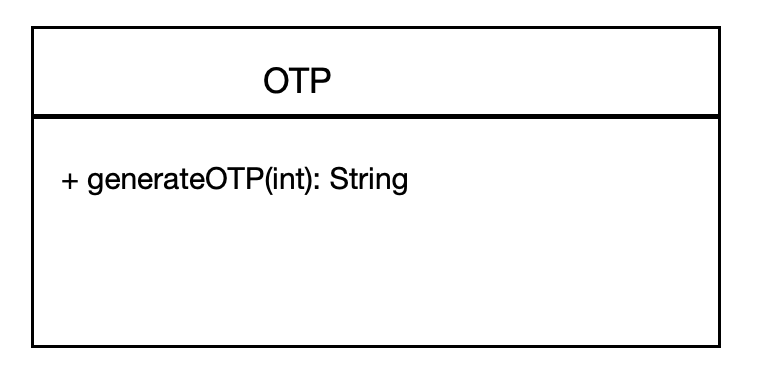 OTP
+ generateOTP(int): String